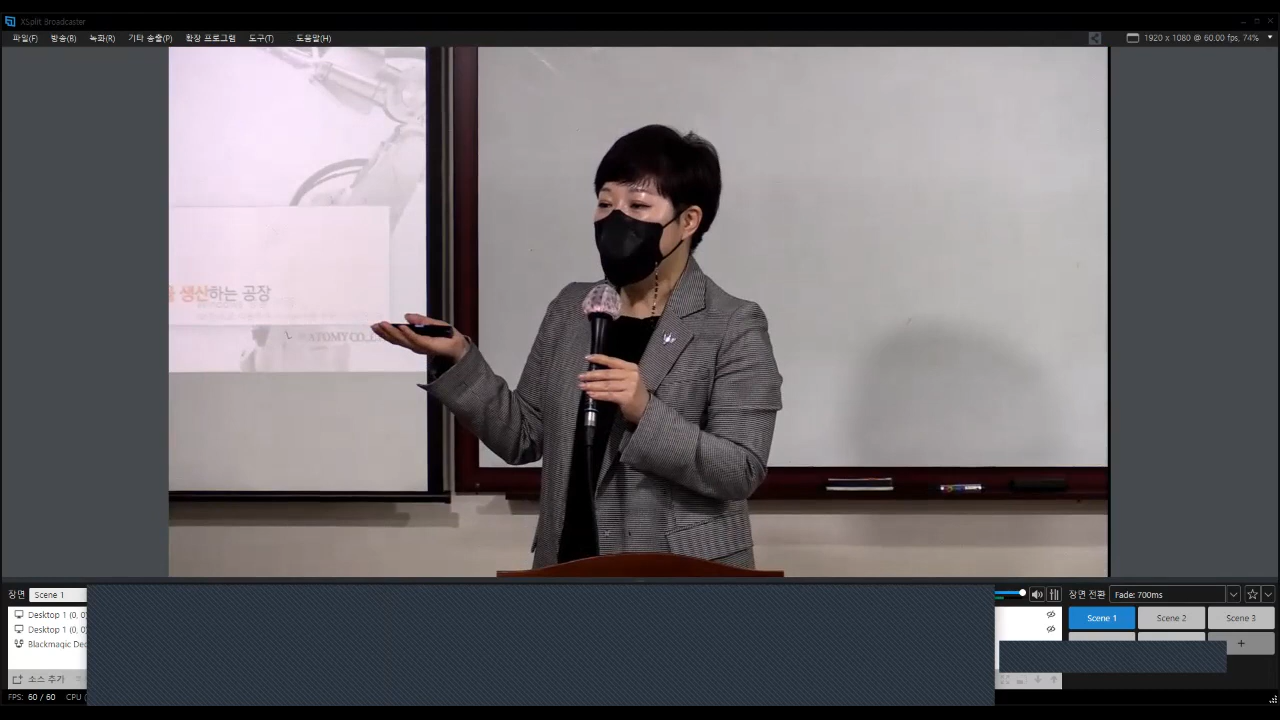 XSplit Broadcaster
파일(F) 방송(B) 녹화(R) 기타 송출(P) 확장 프로그램 도구(T) 도움말(H)
1920 x 1080 @ 60.00 fps, 74%
생산하는 공장
ATOMY CO.,
장면 Scene 1
장면 전환 Fade: 700ms
Desktop 1 (0, 0)
Desktop 1 (0, 0)
Blackmagic Dec
Scene 1 Scene 2 Scene 3
+
소스 추가
FPS: 60 / 60 CPU (